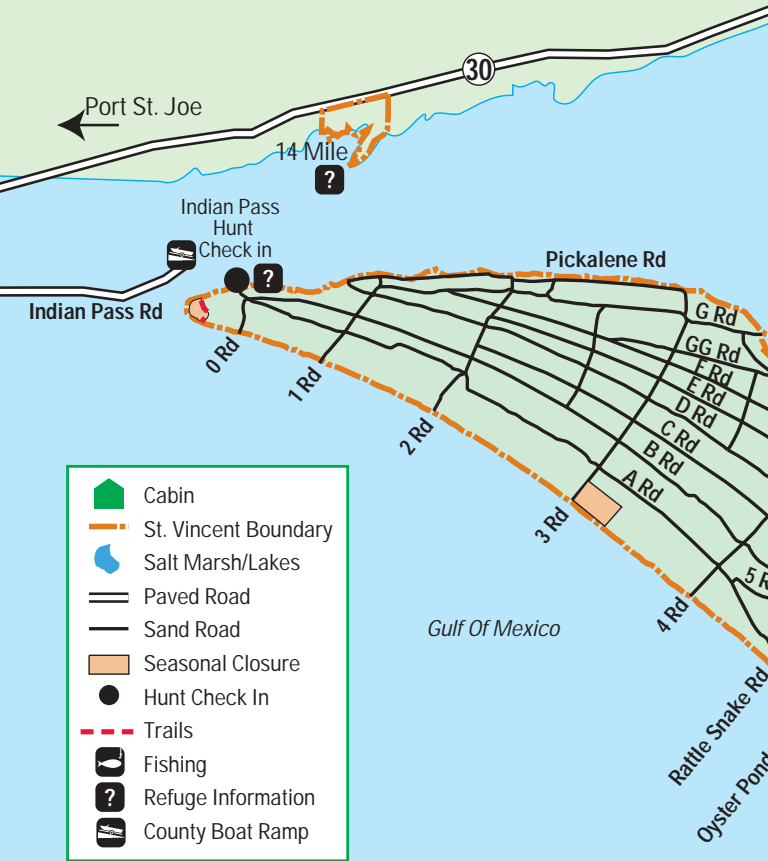 30
Port St. Joe
14 Mile
?
Indian Pass
Hunt
Check in
?
Pickalene Rd
Indian Pass Rd
G Rd
GG Rd
F Rd
E Rd
D Rd
C Rd
B Rd
A Rd
0 Rd
1 Rd
2 Rd
3 Rd
4 Rd
5 R
Rattle Snake Rd
Oyster Pond
Gulf Of Mexico
Cabin
St. Vincent Boundary
Salt Marsh/Lakes
Paved Road
Sand Road
Seasonal Closure
Hunt Check In
Trails
Fishing
? Refuge Information
County Boat Ramp